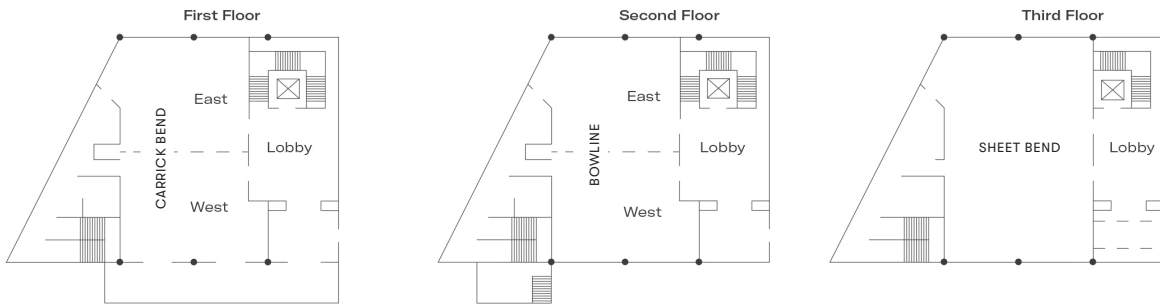 First Floor
East
CARRICK BEND
Lobby
West
Second Floor
East
BOWLINE
Lobby
West
Third Floor
SHEET BEND
Lobby